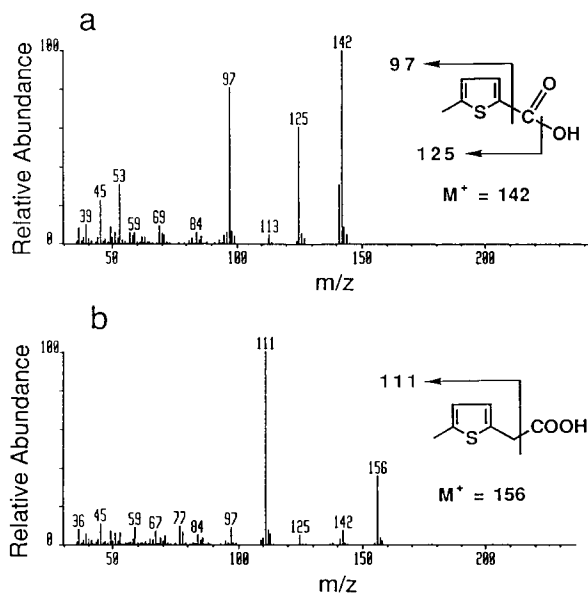 a
Relative Abundance
100
0
39
45
53
59
69
84
97
113
125
142
50
100
150
200
m/z
97
S
C
O
OH
125
M+ = 142
b
Relative Abundance
100
0
36
45
59
67
77
84
97
111
125
142
156
50
100
150
200
m/z
111
S
COOH
M+ = 156